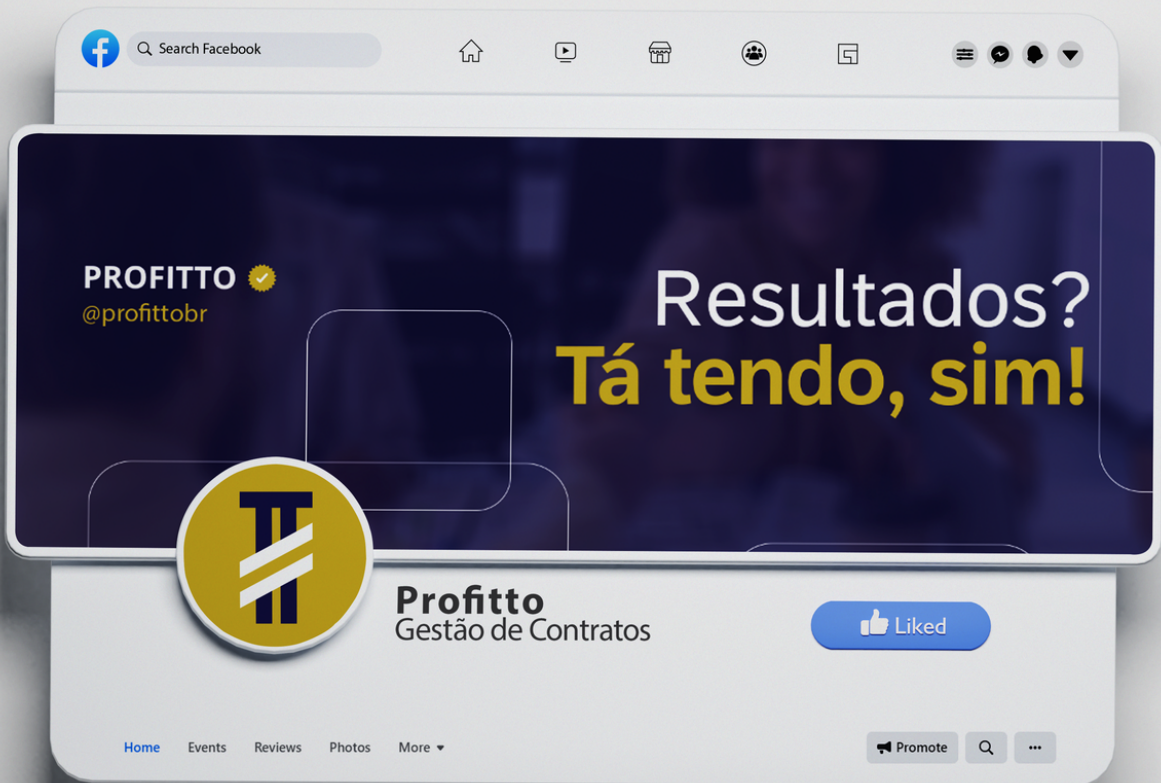 Search Facebook
PROFITTO
@profittobr
Resultados?
Tá tendo, sim!
Profitto
Gestão de Contratos
Liked
Home Events Reviews Photos More
Promote